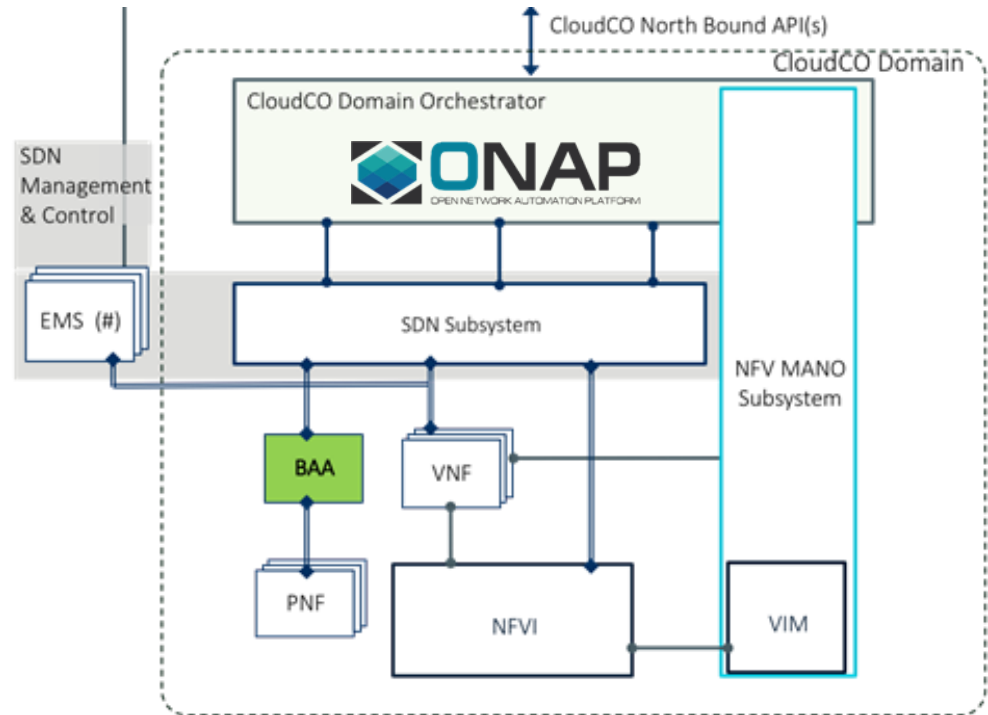 CloudCO North Bound API(s)
CloudCO Domain
CloudCO Domain Orchestrator
ONAP
OPEN NETWORK AUTOMATION PLATFORM
SDN
Management
& Control
EMS (#)
SDN Subsystem
NFV MANO
Subsystem
BAA
VNF
PNF
NFVI
VIM